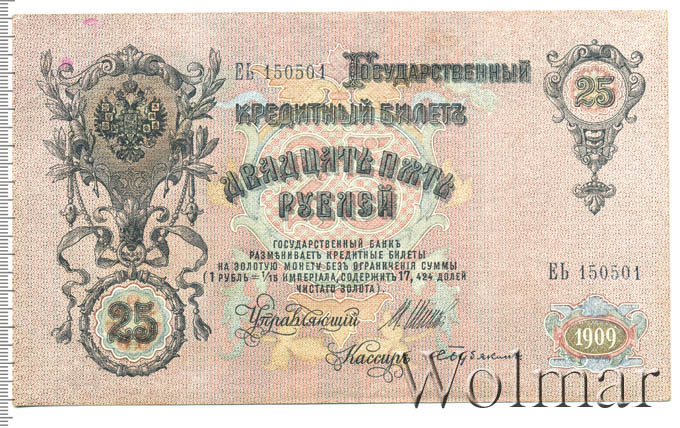 ЕЬ 150501
Государственный
25
кредитный билетъ
двадцать пять
рублей
Государственный банкъ
размѣниваетъ кредитные билеты
на золотую монету безъ ограниченія суммы
(1 рубль = 1/15 имперіала, содержитъ 17,424 долей
чистаго золота).
ЕЬ 150501
25
Управляющій
Кассиръ
1909
Wolmar